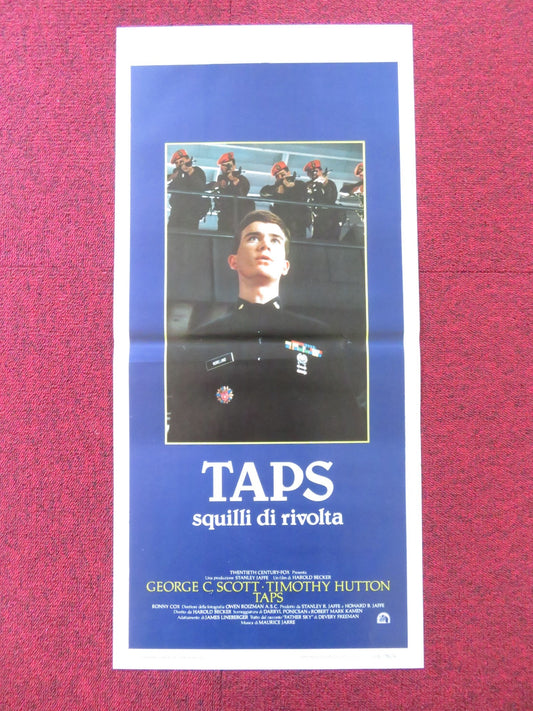 MORELAND
TAPS
squilli di rivolta
TWENTIETH CENTURY-FOX Presenta
Una produzione STANLEY JAFFE Un film di HAROLD BECKER
GEORGE C. SCOTT · TIMOTHY HUTTON
TAPS
RONNY COX Direttore della fotografia OWEN ROIZMAN A.S.C. Prodotto da STANLEY R. JAFFE e HOWARD B. JAFFE
Diretto da HAROLD BECKER Sceneggiatura di DARRYL PONICSAN e ROBERT MARK KAMEN
Adattamento di JAMES LINEBERGER Tratto dal racconto "FATHER SKY" di DEVERY FREEMAN
Musica di MAURICE JARRE